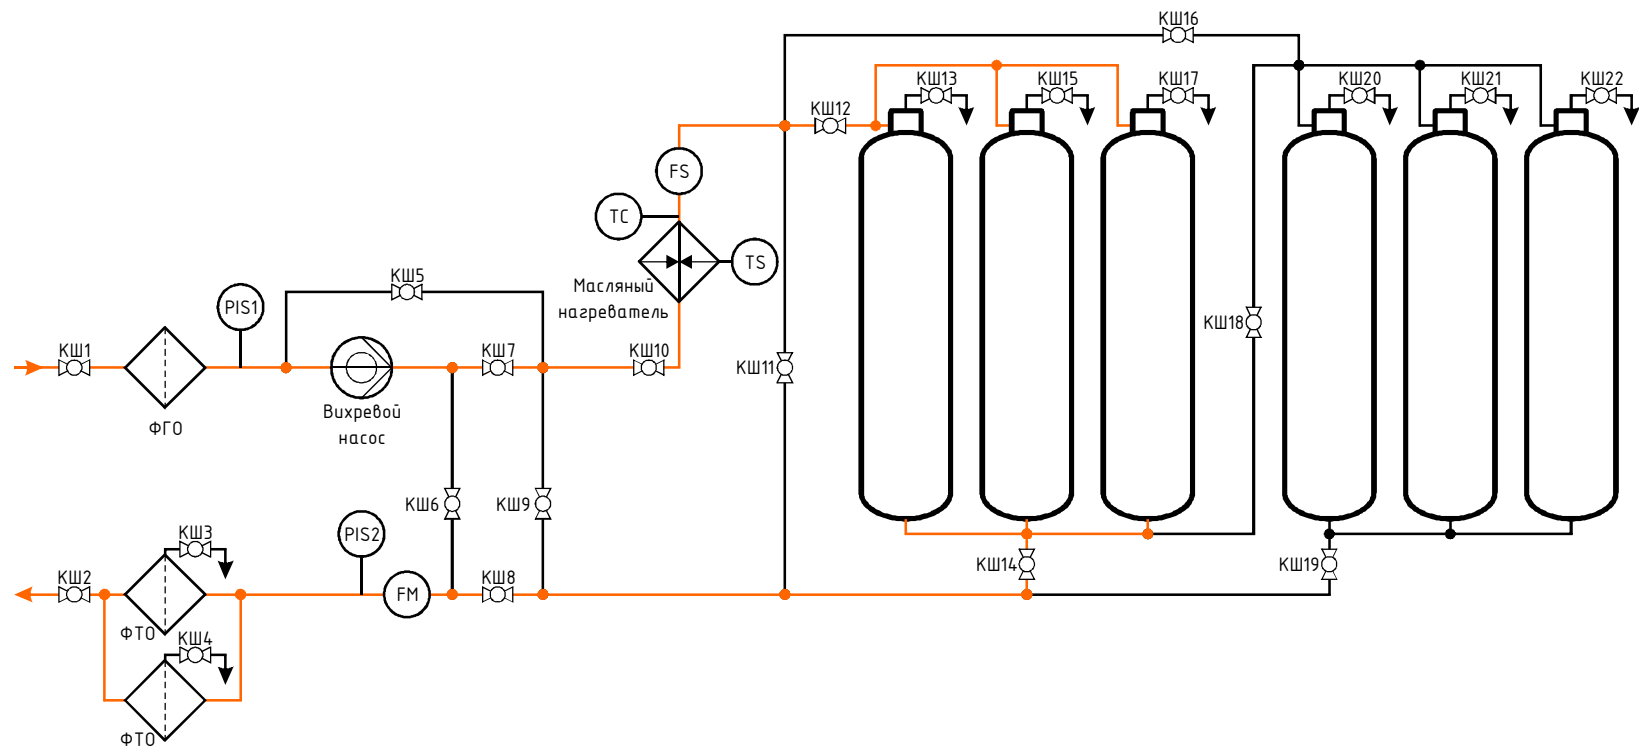 КШ16
КШ13
КШ15
КШ17
КШ20
КШ21
КШ22
КШ12
FS
TC
TS
Масляный
нагреватель
КШ5
PIS1
КШ18
КШ1
КШ7
КШ10
КШ11
Вихревой
насос
ФГО
КШ6
КШ9
PIS2
КШ3
КШ14
КШ19
КШ2
FM
КШ8
ФТО
КШ4
ФТО